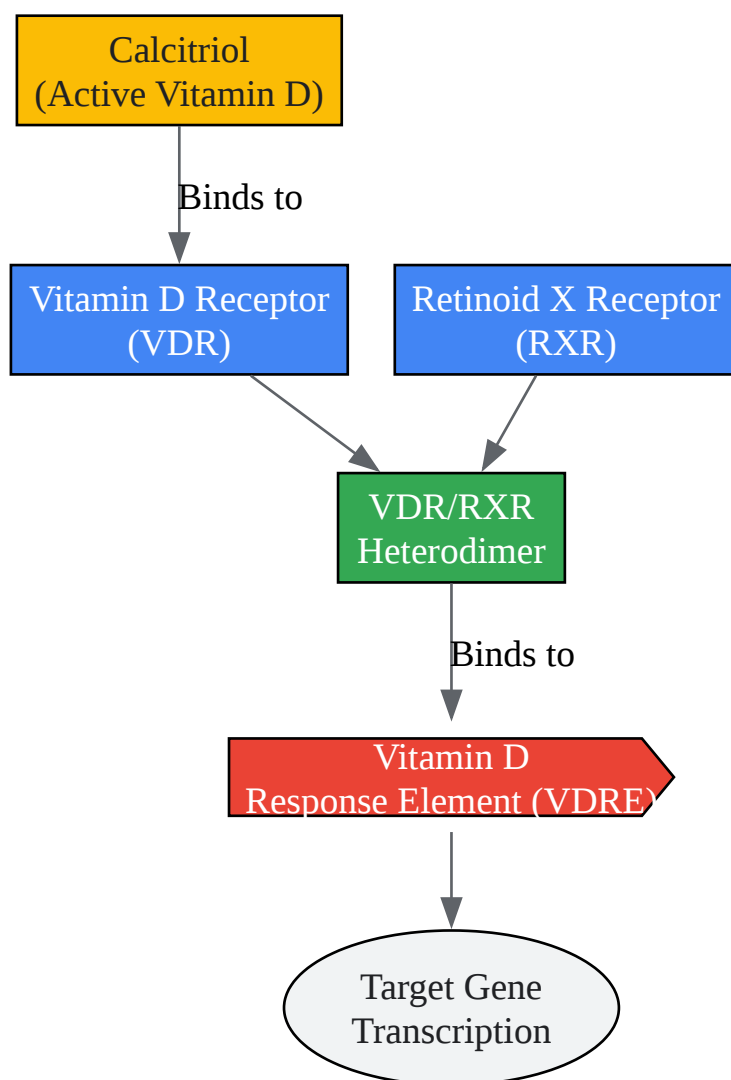 Calcitriol
(Active Vitamin D)
Binds to
Vitamin D Receptor
(VDR)
Retinoid X Receptor
(RXR)
VDR/RXR
Heterodimer
Binds to
Vitamin D
Response Element (VDRE)
Target Gene
Transcription